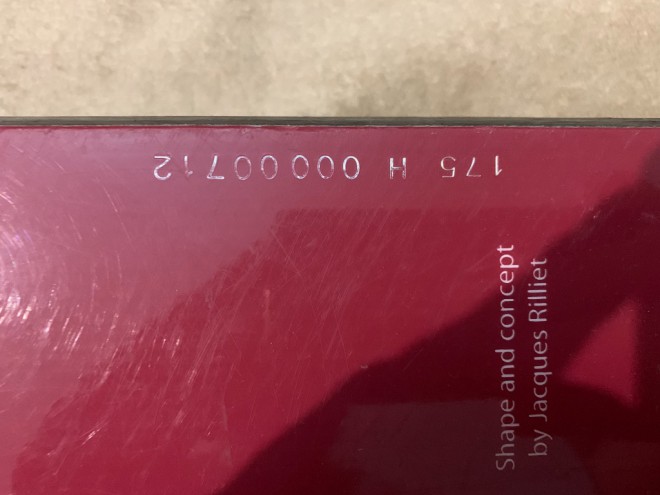 175 H 00000712
Shape and concept
by Jacques Rilliet